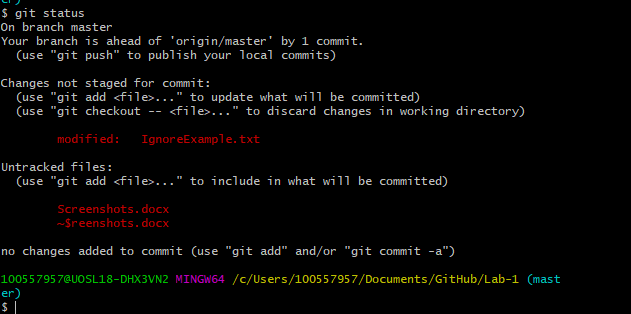 er)
$ git status
On branch master
Your branch is ahead of 'origin/master' by 1 commit.
  (use "git push" to publish your local commits)

Changes not staged for commit:
  (use "git add <file>..." to update what will be committed)
  (use "git checkout -- <file>..." to discard changes in working directory)

        modified:   IgnoreExample.txt

Untracked files:
  (use "git add <file>..." to include in what will be committed)

        Screenshots.docx
        ~$reenshots.docx

no changes added to commit (use "git add" and/or "git commit -a")

100557957@UOSL18-DHX3VN2 MINGW64 /c/Users/100557957/Documents/GitHub/Lab-1 (mast
er)
$